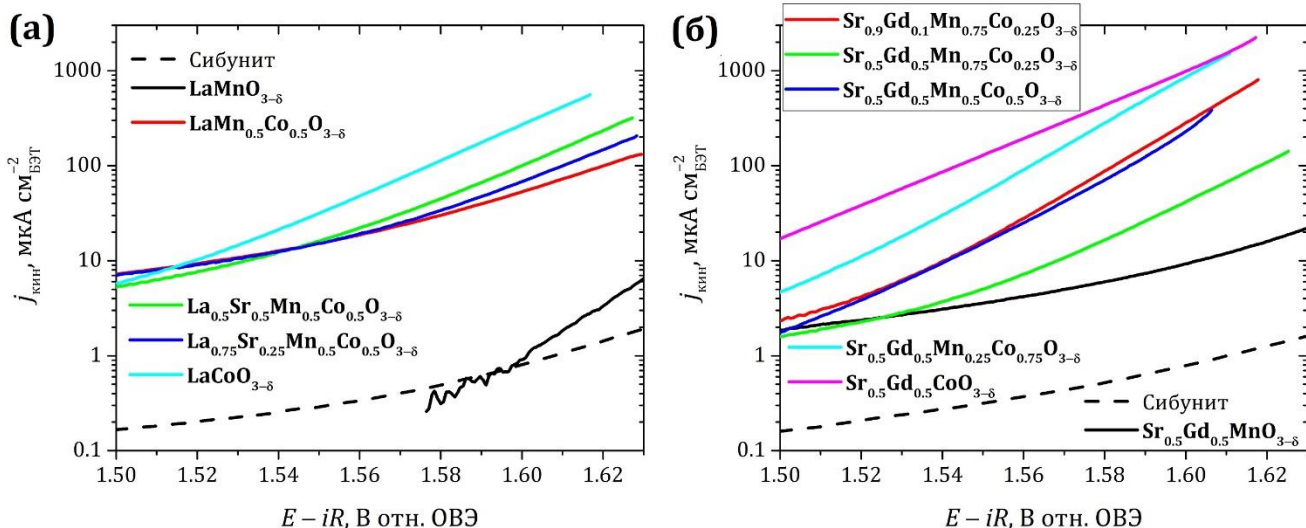 (а)
1000
100
10
1
0.1
jкин, мкА см−2БЭТ
Сибунит
LaMnO3–δ
LaMn0.5Co0.5O3–δ
La0.5Sr0.5Mn0.5Co0.5O3–δ
La0.75Sr0.25Mn0.5Co0.5O3–δ
LaCoO3–δ
1.50 1.52 1.54 1.56 1.58 1.60 1.62
E – iR, В отн. ОВЭ
(б)
Sr0.9Gd0.1Mn0.75Co0.25O3–δ
Sr0.5Gd0.5Mn0.75Co0.25O3–δ
Sr0.5Gd0.5Mn0.5Co0.5O3–δ
1000
100
10
1
0.1
jкин, мкА см−2БЭТ
Sr0.5Gd0.5Mn0.25Co0.75O3–δ
Sr0.5Gd0.5CoO3–δ
Сибунит
Sr0.5Gd0.5MnO3–δ
1.50 1.52 1.54 1.56 1.58 1.60 1.62
E – iR, В отн. ОВЭ